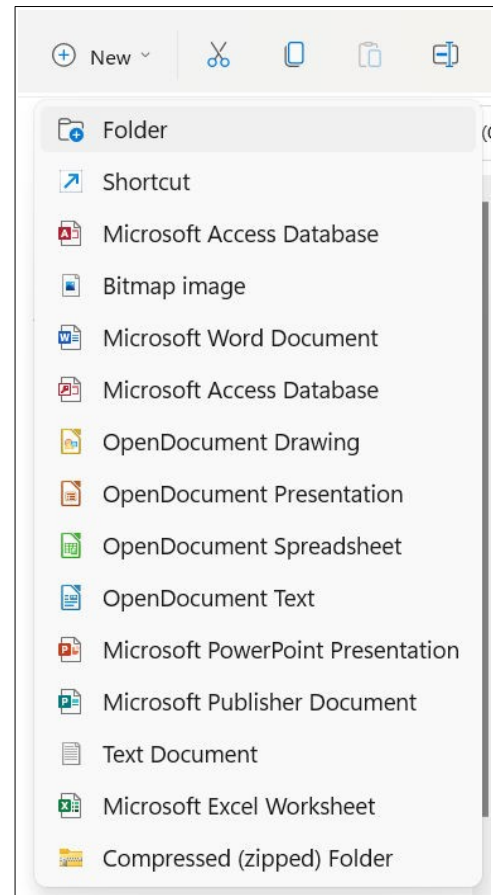 New
Folder
Shortcut
Microsoft Access Database
Bitmap image
Microsoft Word Document
Microsoft Access Database
OpenDocument Drawing
OpenDocument Presentation
OpenDocument Spreadsheet
OpenDocument Text
Microsoft PowerPoint Presentation
Microsoft Publisher Document
Text Document
Microsoft Excel Worksheet
Compressed (zipped) Folder